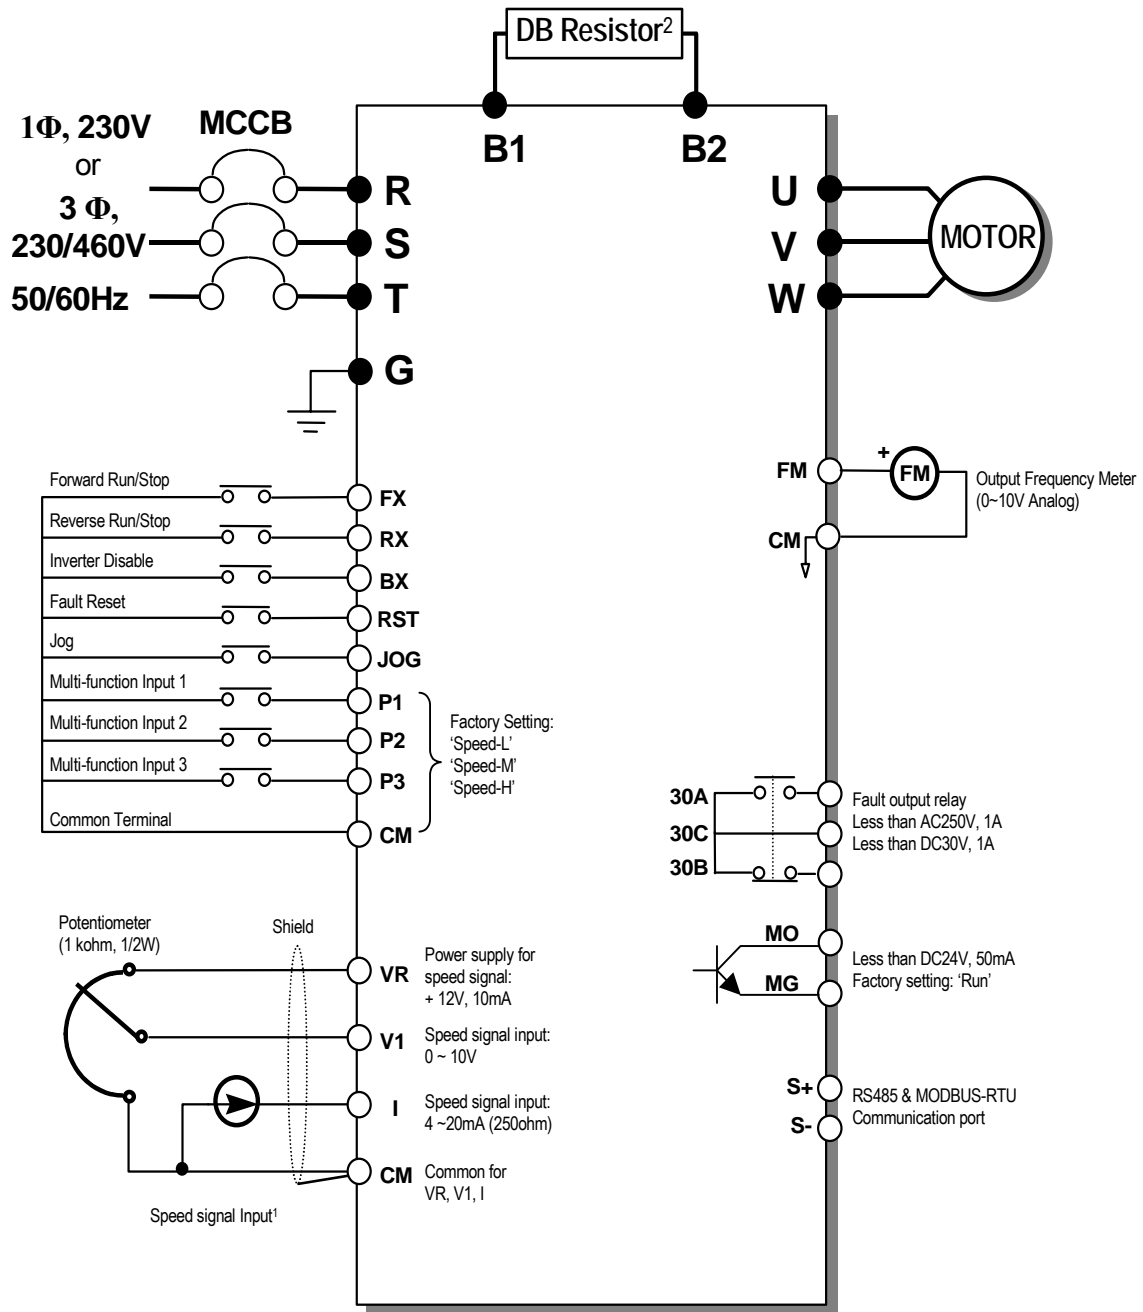 DB Resistor2
B1
B2
1Φ, 230V
or
3 Φ,
230/460V
50/60Hz
MCCB
R
S
T
G
U
V
W
MOTOR
Forward Run/Stop
FX
Reverse Run/Stop
RX
Inverter Disable
BX
Fault Reset
RST
Jog
JOG
Multi-function Input 1
P1
Multi-function Input 2
P2
Multi-function Input 3
P3
Common Terminal
CM
Factory Setting:
‘Speed-L’
‘Speed-M’
‘Speed-H’
FM
+
FM
CM
Output Frequency Meter
(0~10V Analog)
30A
30C
30B
Fault output relay
Less than AC250V, 1A
Less than DC30V, 1A
MO
MG
Less than DC24V, 50mA
Factory setting: ‘Run’
S+
S-
RS485 & MODBUS-RTU
Communication port
Potentiometer
(1 kohm, 1/2W)
Shield
VR
Power supply for
speed signal:
+ 12V, 10mA
V1
Speed signal input:
0 ~ 10V
I
Speed signal input:
4 ~20mA (250ohm)
CM
Common for
VR, V1, I
Speed signal Input1